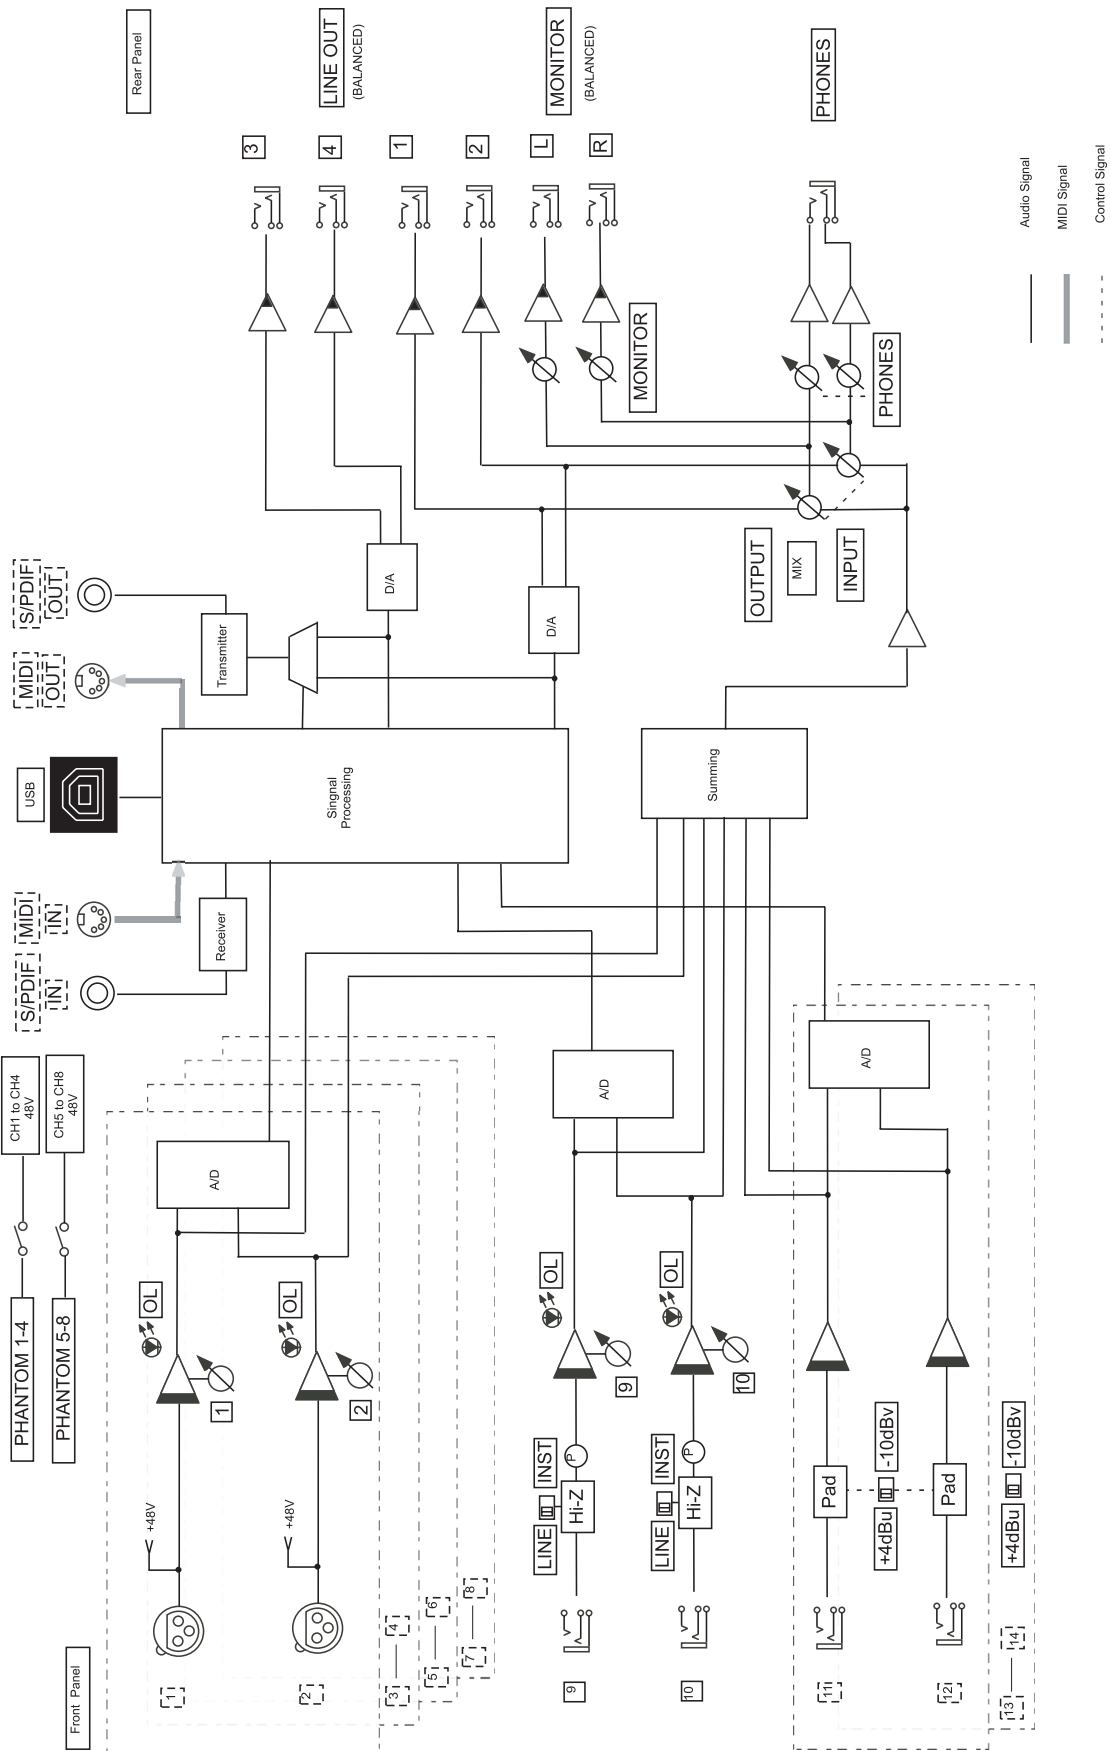 Rear Panel
LINE OUT
(BALANCED)
MONITOR
(BALANCED)
PHONES
3
4
1
2
L
R
Audio Signal
MIDI Signal
Control Signal
MONITOR
PHONES
S/PDIF
OUT
MIDI
OUT
USB
MIDI
IN
S/PDIF
IN
Transmitter
D/A
D/A
OUTPUT
MIX
INPUT
Singnal
Processing
Summing
Receiver
CH1 to CH4
48V
CH5 to CH8
48V
PHANTOM 1-4
PHANTOM 5-8
A/D
A/D
A/D
OL
OL
OL
OL
1
2
9
10
+48V
+48V
LINE
INST
Hi-Z
P
LINE
INST
Hi-Z
P
Pad
Pad
+4dBu
-10dBv
+4dBu
-10dBv
Front Panel
1
2
3
4
5
6
7
8
9
10
11
12
13
14